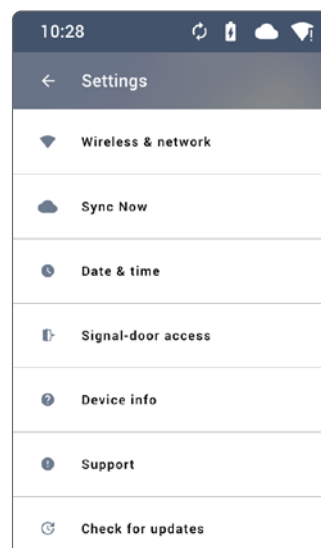 10:28
Settings
Wireless & network
Sync Now
Date & time
Signal-door access
Device info
Support
Check for updates